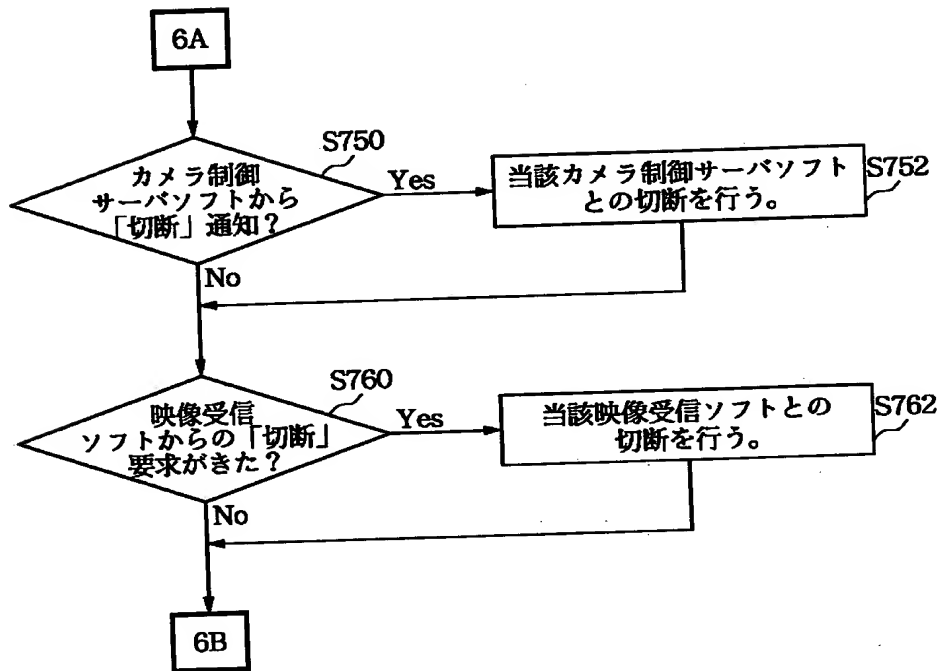 6A
S750
カメラ制御
サーバソフトから
「切断」通知？
Yes
当該カメラ制御サーバソフト
との切断を行う。
S752
No
S760
映像受信
ソフトからの「切断」
要求がきた？
Yes
当該映像受信ソフトとの
切断を行う。
S762
No
6B